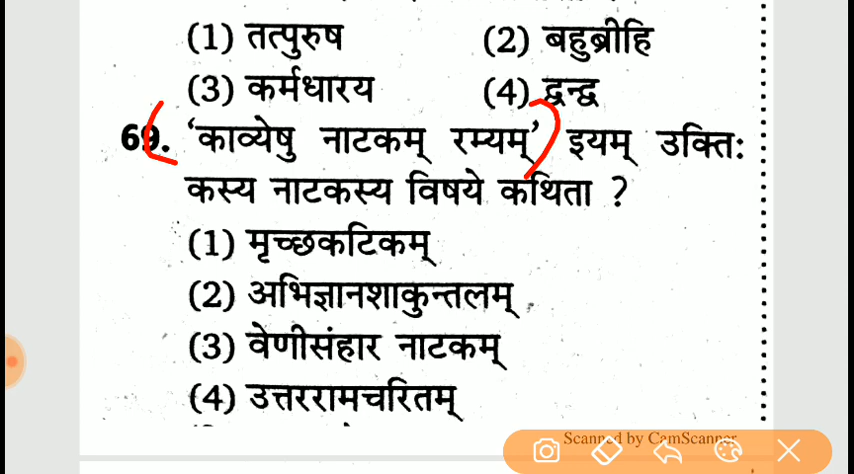 (1) तत्पुरुष (2) बहुब्रीहि
(3) कर्मधारय (4) द्वन्द्व
69. 'काव्येषु नाटकम् रम्यम्' इयम् उक्तिः
कस्य नाटकस्य विषये कथिता ?
(1) मृच्छकटिकम्
(2) अभिज्ञानशाकुन्तलम्
(3) वेणीसंहार नाटकम्
(4) उत्तररामचरितम्
Scanned by CamScanner